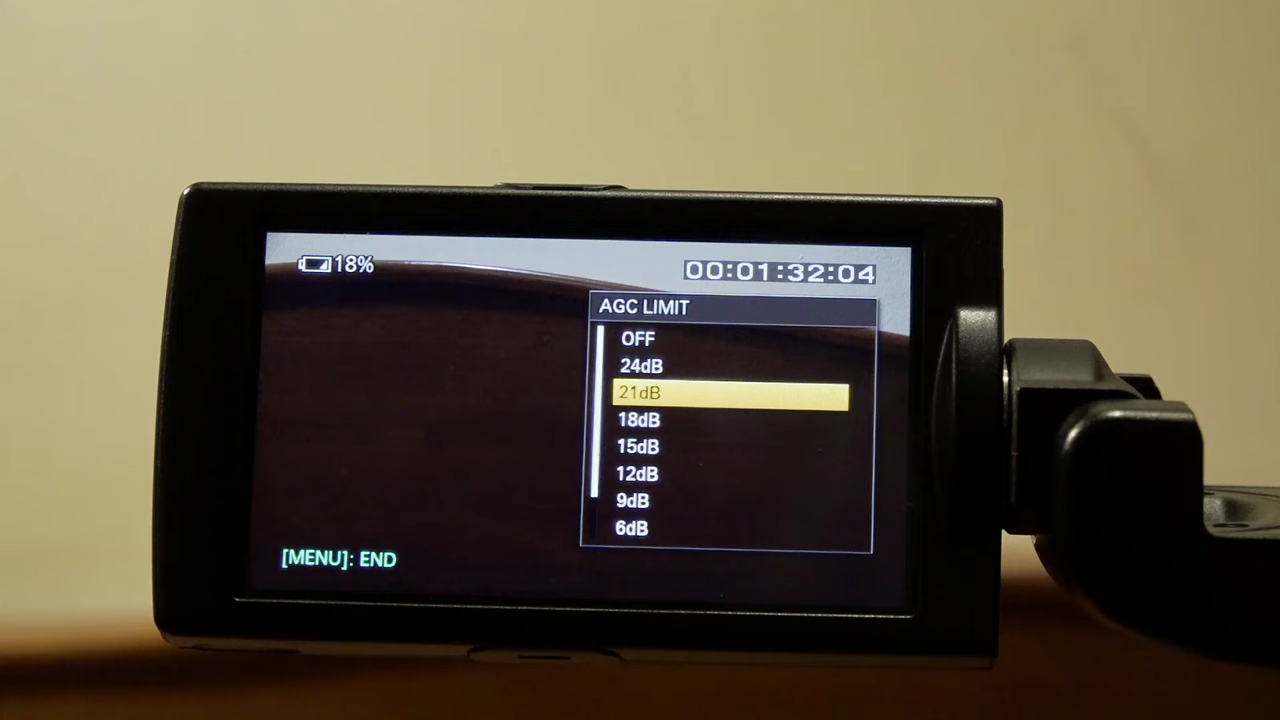 18%
00:01:32:04
AGC LIMIT
OFF
24dB
21dB
18dB
15dB
12dB
9dB
6dB
[MENU]: END